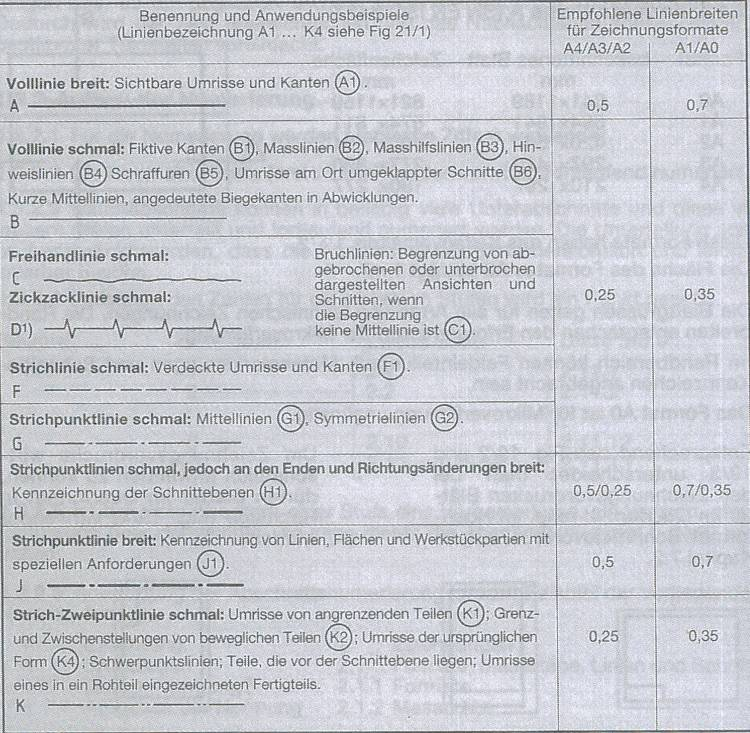 Benennung und Anwendungsbeispiele
(Linienbezeichnung A1 ... K4 siehe Fig 21/1)
Empfohlene Linienbreiten
für Zeichnungsformate
A4/A3/A2 A1/A0
Volllinie breit: Sichtbare Umrisse und Kanten (A1).
A
0,5 0,7
Volllinie schmal: Fiktive Kanten (B1), Masslinien (B2), Masshilfslinien (B3), Hin-
weislinien (B4) Schraffuren (B5), Umrisse am Ort umgeklappter Schnitte (B6),
Kurze Mittellinien, angedeutete Biegekanten in Abwicklungen.
B
Freihandlinie schmal:
C
Zickzacklinie schmal:
D1)
Bruchlinien: Begrenzung von ab-
gebrochenen oder unterbrochen
dargestellten Ansichten und
Schnitten, wenn
die Begrenzung
keine Mittellinie ist (C1).
0,25 0,35
Strichlinie schmal: Verdeckte Umrisse und Kanten (F1).
F
Strichpunktlinie schmal: Mittellinien (G1), Symmetrielinien (G2).
G
Strichpunktlinien schmal, jedoch an den Enden und Richtungsänderungen breit:
Kennzeichnung der Schnittebenen (H1).
H
0,5/0,25 0,7/0,35
Strichpunktlinie breit: Kennzeichnung von Linien, Flächen und Werkstückpartien mit
speziellen Anforderungen (J1).
J
0,5 0,7
Strich-Zweipunktlinie schmal: Umrisse von angrenzenden Teilen (K1); Grenz-
und Zwischenstellungen von beweglichen Teilen (K2); Umrisse der ursprünglichen
Form (K4); Schwerpunktslinien; Teile, die vor der Schnittebene liegen; Umrisse
eines in ein Rohteil eingezeichneten Fertigteils.
K
0,25 0,35